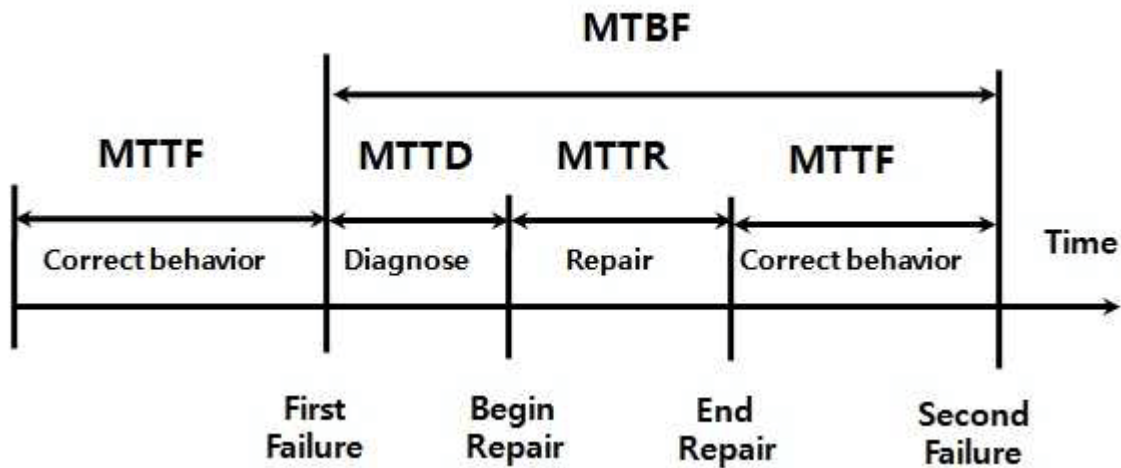 MTBF
MTTF
MTTD
MTTR
MTTF
Correct behavior
Diagnose
Repair
Correct behavior
Time
First
Failure
Begin
Repair
End
Repair
Second
Failure